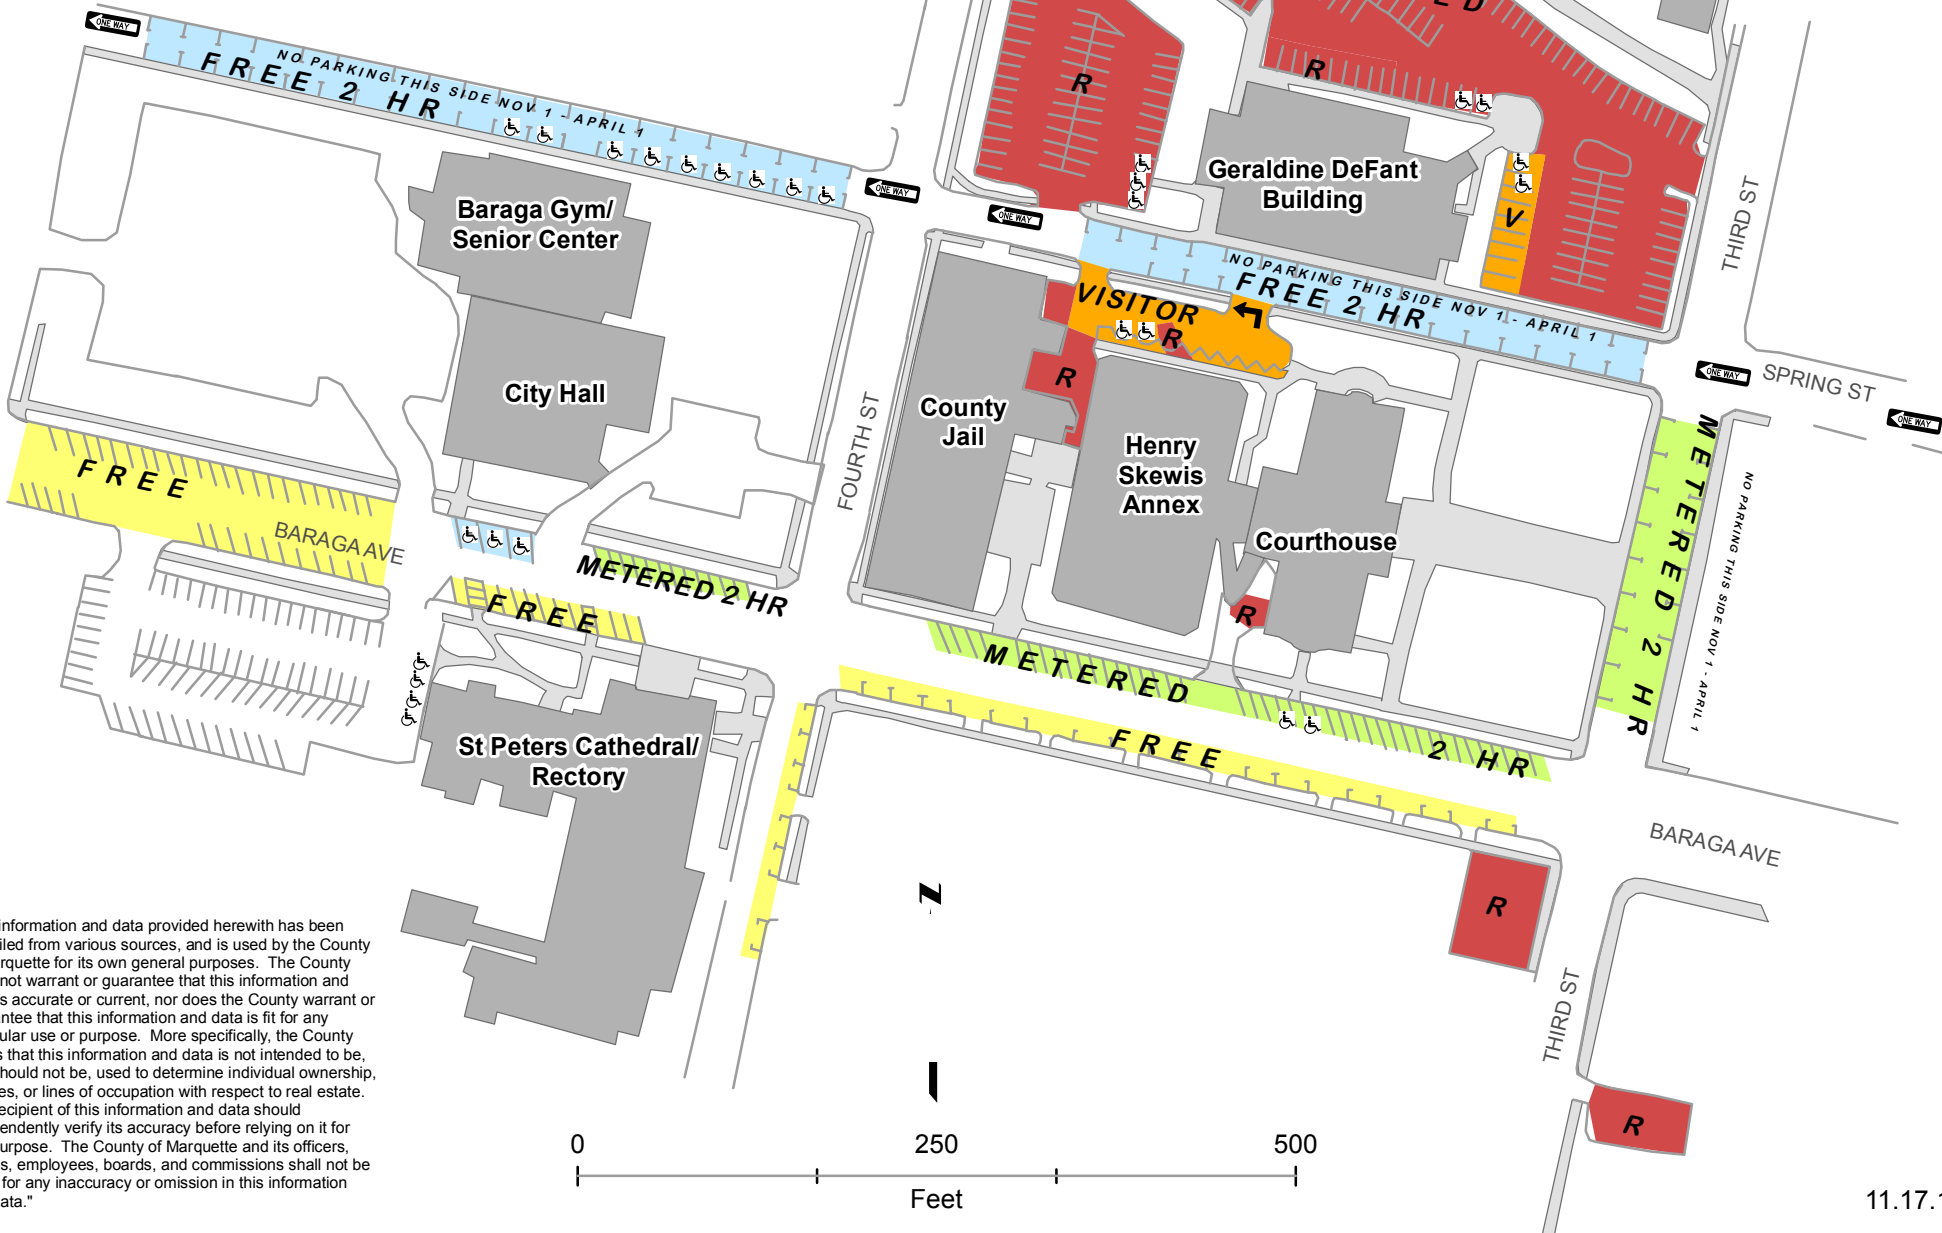 ONE WAY
NO PARKING THIS SIDE NOV 1 - APRIL 1
FREE 2 HR
R
R
ONE WAY
ONE WAY
Geraldine DeFant
Building
Baraga Gym/
Senior Center
V
THIRD ST
NO PARKING THIS SIDE NOV 1 - APRIL 1
FREE 2 HR
VISITOR
R
R
ONE WAY
SPRING ST
ONE WAY
City Hall
County
Jail
FOURTH ST
Henry
Skewis
Annex
METERED 2 HR
NO PARKING THIS SIDE NOV 1 - APRIL 1
FREE
BARAGA AVE
Courthouse
METERED 2 HR
FREE
R
METERED 2 HR
FREE
St Peters Cathedral/
Rectory
BARAGA AVE
R
THIRD ST
R
information and data provided herewith has been
iled from various sources, and is used by the County
rquette for its own general purposes. The County
not warrant or guarantee that this information and
s accurate or current, nor does the County warrant or
ntee that this information and data is fit for any
ular use or purpose. More specifically, the County
s that this information and data is not intended to be,
hould not be, used to determine individual ownership,
es, or lines of occupation with respect to real estate.
ecipient of this information and data should
endently verify its accuracy before relying on it for
urpose. The County of Marquette and its officers,
s, employees, boards, and commissions shall not be
for any inaccuracy or omission in this information
ata."
0 250 500
Feet
11.17.1